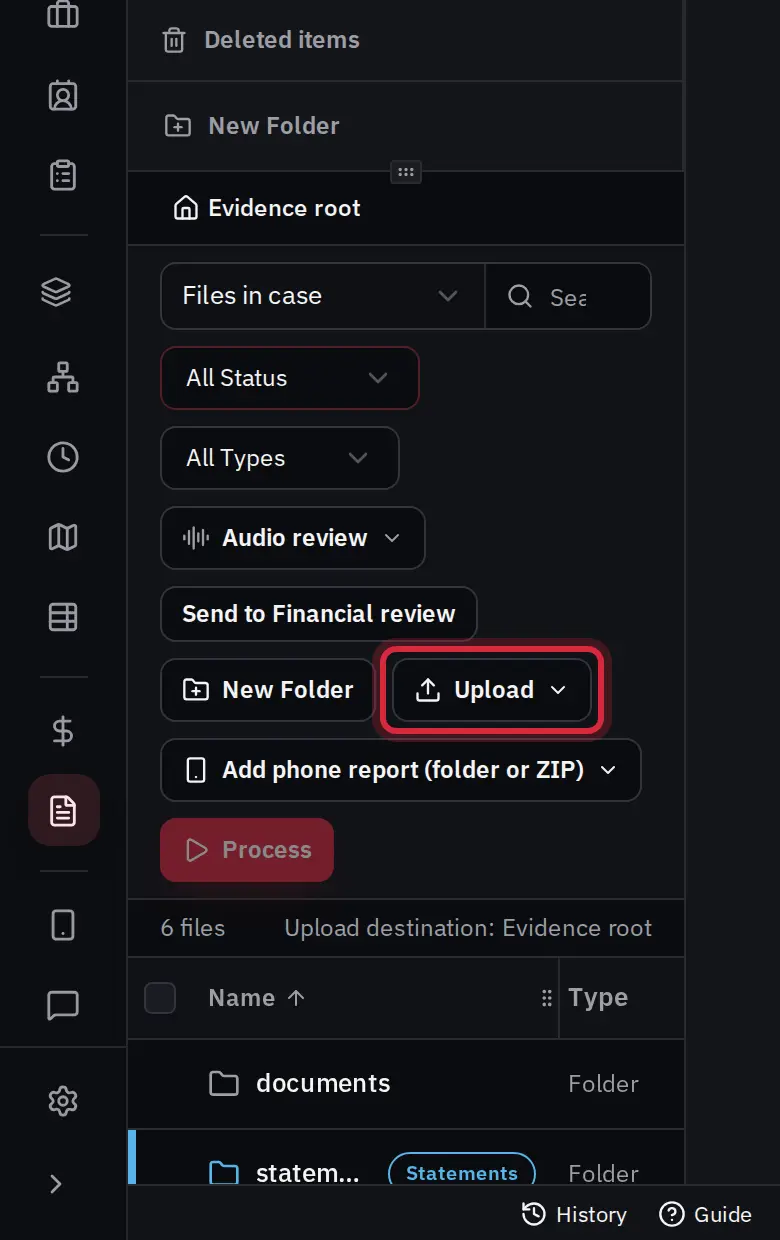 Deleted items
New Folder
Evidence root
Files in case
All Status
All Types
Audio review
Send to Financial review
New Folder Upload
Add phone report (folder or ZIP)
Process
6 files Upload destination: Evidence root
Name Type
documents Folder
statem... Statements Folder
History Guide